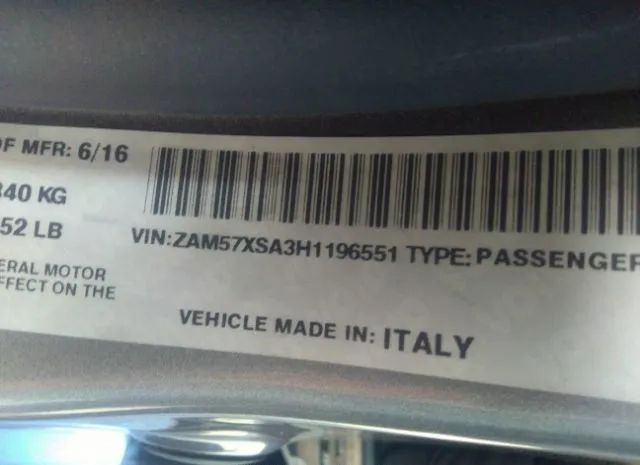 OF MFR: 6/16
340 KG
52 LB
VIN:ZAM57XSA3H1196551 TYPE: PASSENGER
ERAL MOTOR
FFECT ON THE
VEHICLE MADE IN: ITALY